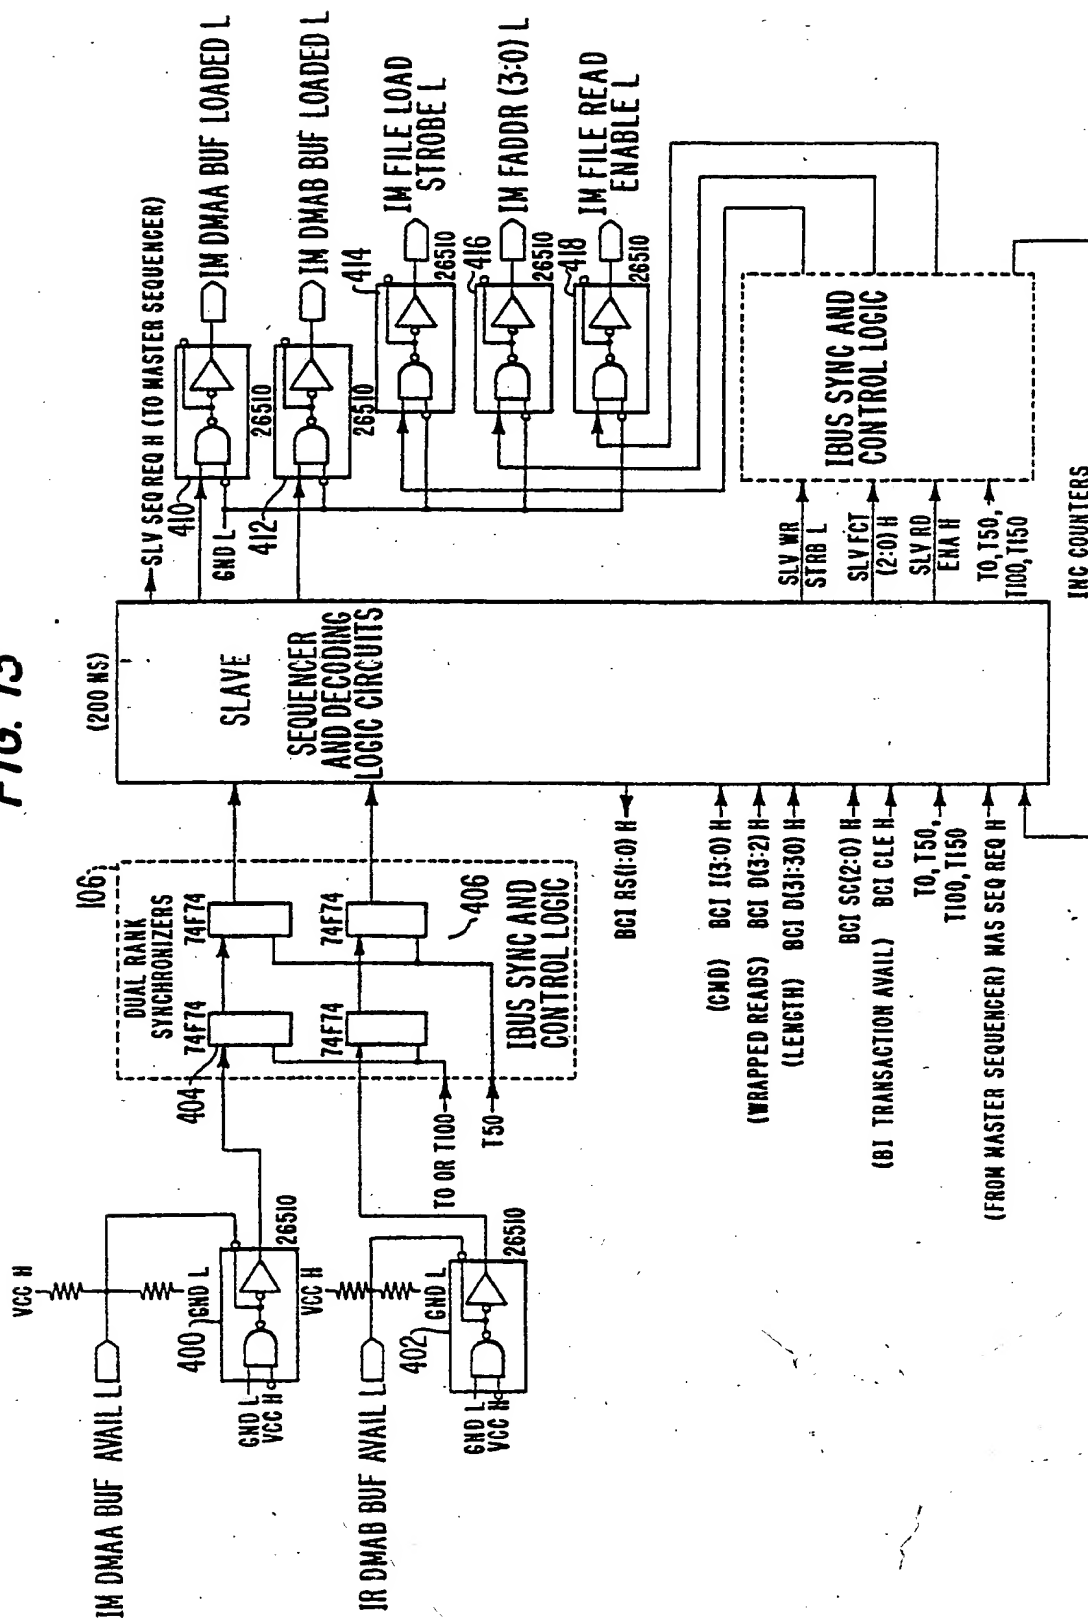 FIG. 15
(200 NS)
SLAVE
SEQUENCER
AND DECODING
LOGIC CIRCUITS
IM DMAA BUF AVAIL L
VCC H
GND L
400
GND L
VCC H
26S10
IR DMAB BUF AVAIL L
VCC H
GND L
402
GND L
VCC H
26S10
106
DUAL RANK
SYNCHRONIZERS
74F74
74F74
404
74F74
74F74
406
IBUS SYNC AND
CONTROL LOGIC
T0 OR T100
T50
BCI RS(1:0) H
(CMD) BCI I(3:0) H
(WRAPPED READS) BCI D(3:2) H
(LENGTH) BCI D(31:30) H
BCI SC(2:0) H
(BI TRANSACTION AVAIL) BCI CLE H
T0, T50,
T100, T150
(FROM MASTER SEQUENCER) MAS SEQ REQ H
SLV SEQ REQ H (TO MASTER SEQUENCER)
410
26S10
IM DMAA BUF LOADED L
GND L
412
26S10
IM DMAB BUF LOADED L
414
26S10
IM FILE LOAD
STROBE L
416
26S10
IM FADDR (3:0) L
418
26S10
IM FILE READ
ENABLE L
SLV WR
STRB L
SLV FCT
(2:0) H
SLV RD
ENA H
T0, T50,
T100, T150
IBUS SYNC AND
CONTROL LOGIC
INC COUNTERS